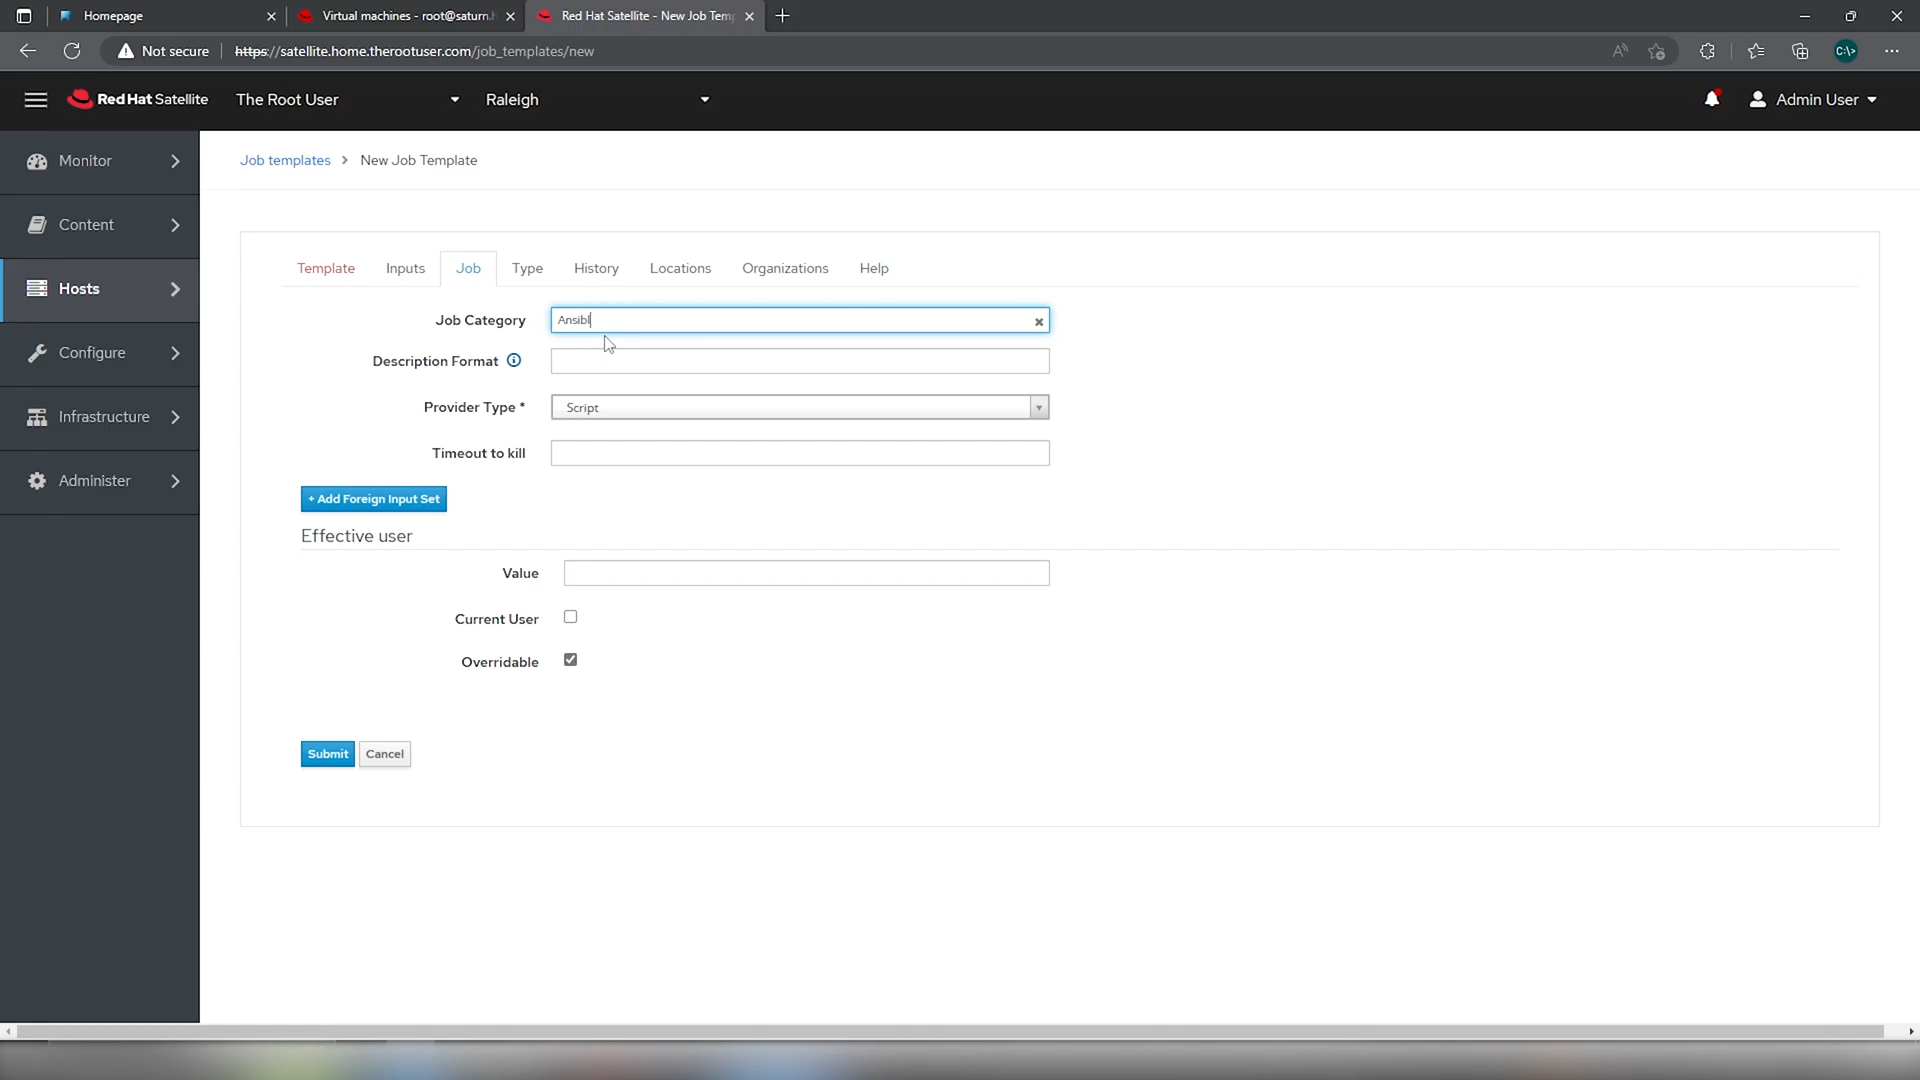 Homepage
Virtual machines - root@saturn.h
Red Hat Satellite - New Job Temp
Not secure
https://satellite.home.therootuser.com/job_templates/new
C:\>
Red Hat Satellite
The Root User
Raleigh
Admin User
Monitor
Content
Hosts
Configure
Infrastructure
Administer
Job templates
New Job Template
Template
Inputs
Job
Type
History
Locations
Organizations
Help
Job Category
Ansibl
Description Format
Provider Type *
Script
Timeout to kill
+ Add Foreign Input Set
Effective user
Value
Current User
Overridable
Submit
Cancel